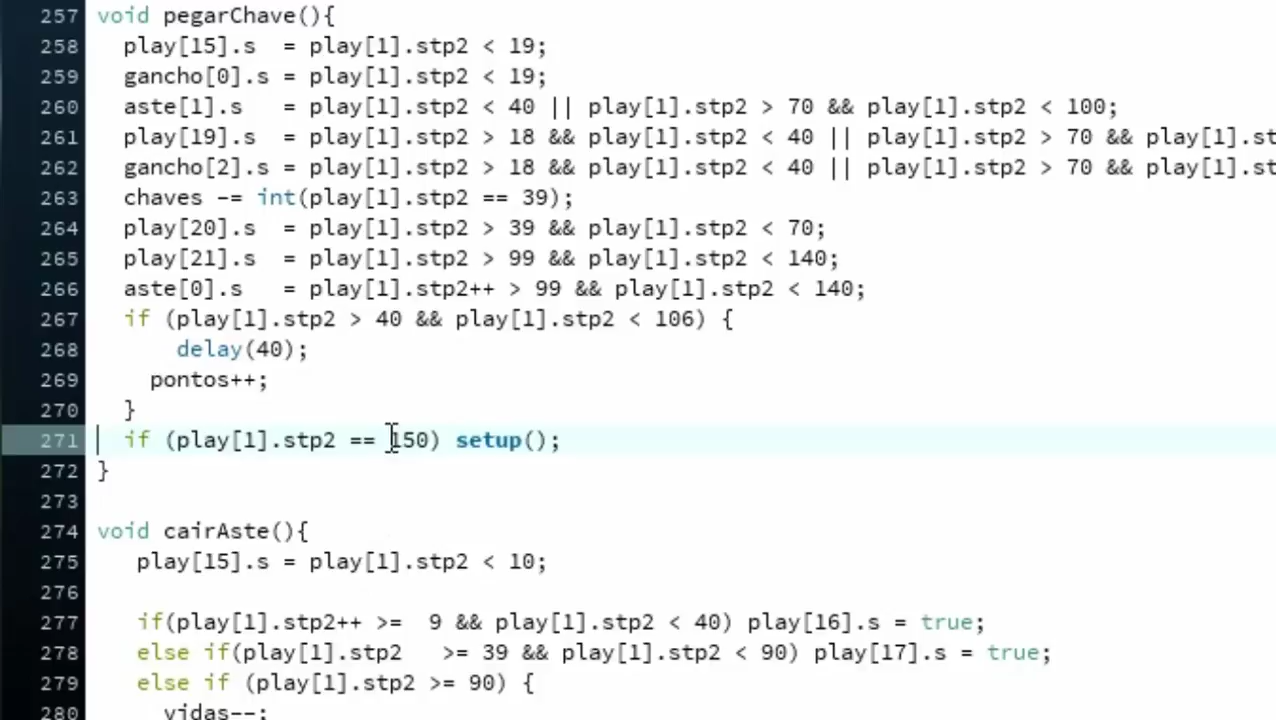 257 void pegarChave(){
258 play[15].s  = play[1].stp2 < 19;
259 gancho[0].s = play[1].stp2 < 19;
260 aste[1].s   = play[1].stp2 < 40 || play[1].stp2 > 70 && play[1].stp2 < 100;
261 play[19].s  = play[1].stp2 > 18 && play[1].stp2 < 40 || play[1].stp2 > 70 && play[1].st
262 gancho[2].s = play[1].stp2 > 18 && play[1].stp2 < 40 || play[1].stp2 > 70 && play[1].st
263 chaves -= int(play[1].stp2 == 39);
264 play[20].s  = play[1].stp2 > 39 && play[1].stp2 < 70;
265 play[21].s  = play[1].stp2 > 99 && play[1].stp2 < 140;
266 aste[0].s   = play[1].stp2++ > 99 && play[1].stp2 < 140;
267 if (play[1].stp2 > 40 && play[1].stp2 < 106) {
268 delay(40);
269 pontos++;
270 }
271 if (play[1].stp2 == 150) setup();
272 }
273
274 void cairAste(){
275 play[15].s = play[1].stp2 < 10;
276
277 if(play[1].stp2++ >=  9 && play[1].stp2 < 40) play[16].s = true;
278 else if(play[1].stp2   >= 39 && play[1].stp2 < 90) play[17].s = true;
279 else if (play[1].stp2 >= 90) {
280 vidas--;